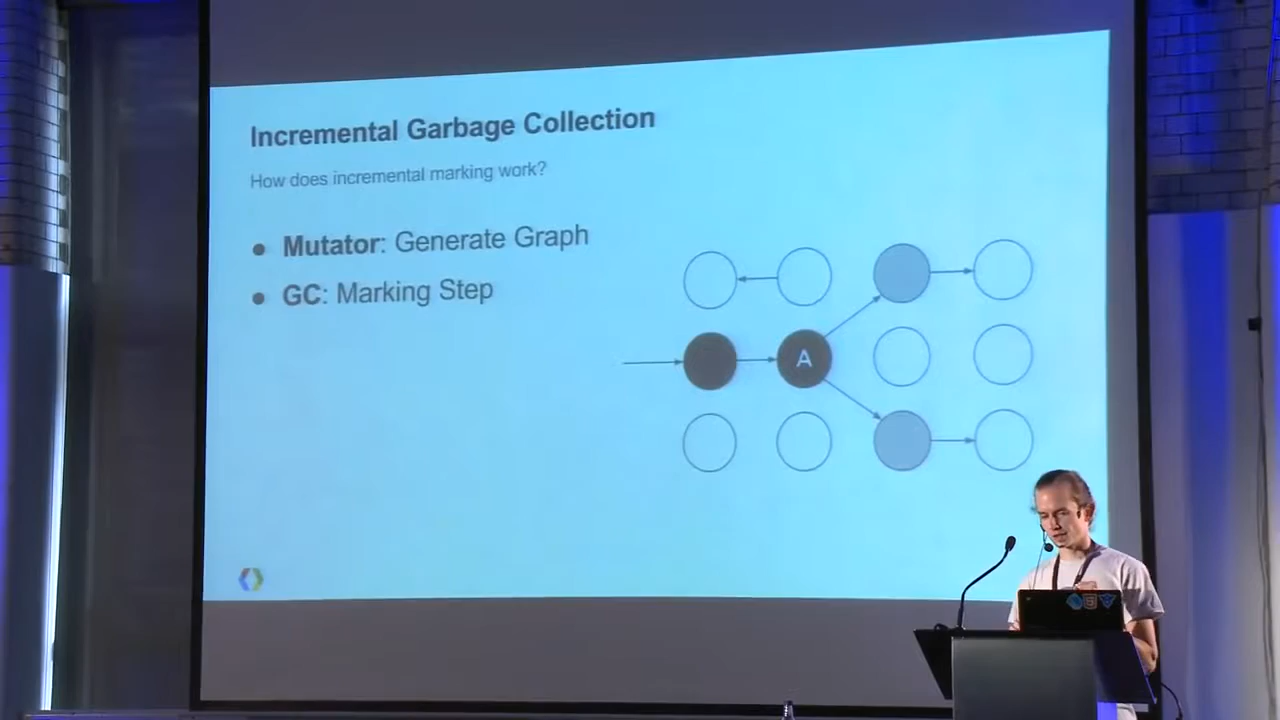 Incremental Garbage Collection
How does incremental marking work?
● Mutator: Generate Graph
● GC: Marking Step
A